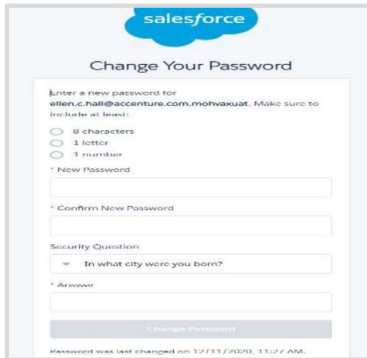 salesforce
Change Your Password
Enter a new password for
ellen.c.hall@accenture.com.mohvaxuat. Make sure to
include at least:
8 characters
1 letter
1 number
* New Password
* Confirm New Password
Security Question
In what city were you born?
* Answer
Change Password
Password was last changed on 12/11/2020, 11:27 AM.